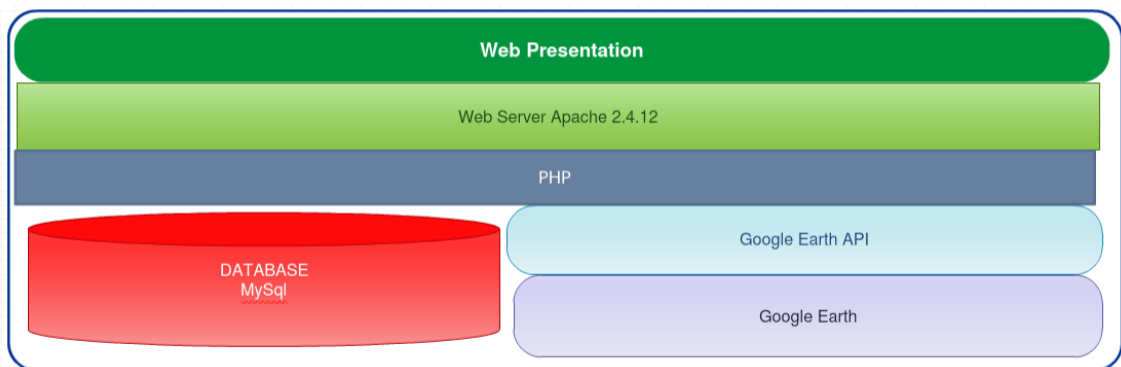 Web Presentation
Web Server Apache 2.4.12
PHP
DATABASE
MySql
Google Earth API
Google Earth